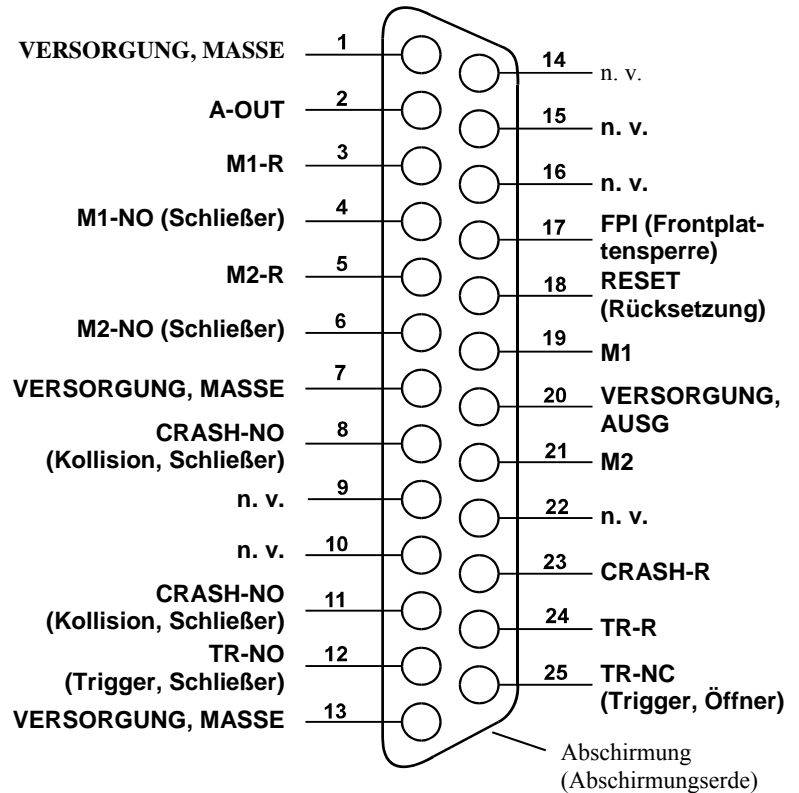 VERSORGUNG, MASSE 1
A-OUT 2
M1-R 3
M1-NO (Schließer) 4
M2-R 5
M2-NO (Schließer) 6
VERSORGUNG, MASSE 7
CRASH-NO 8
(Kollision, Schließer)
n. v. 9
n. v. 10
CRASH-NO 11
(Kollision, Schließer)
TR-NO 12
(Trigger, Schließer)
VERSORGUNG, MASSE 13
14 n. v.
15 n. v.
16 n. v.
17 FPI (Frontplat-
tensperre)
18 RESET
(Rücksetzung)
19 M1
20 VERSORGUNG,
AUSG
21 M2
22 n. v.
23 CRASH-R
24 TR-R
25 TR-NC
(Trigger, Öffner)
Abschirmung
(Abschirmungserde)